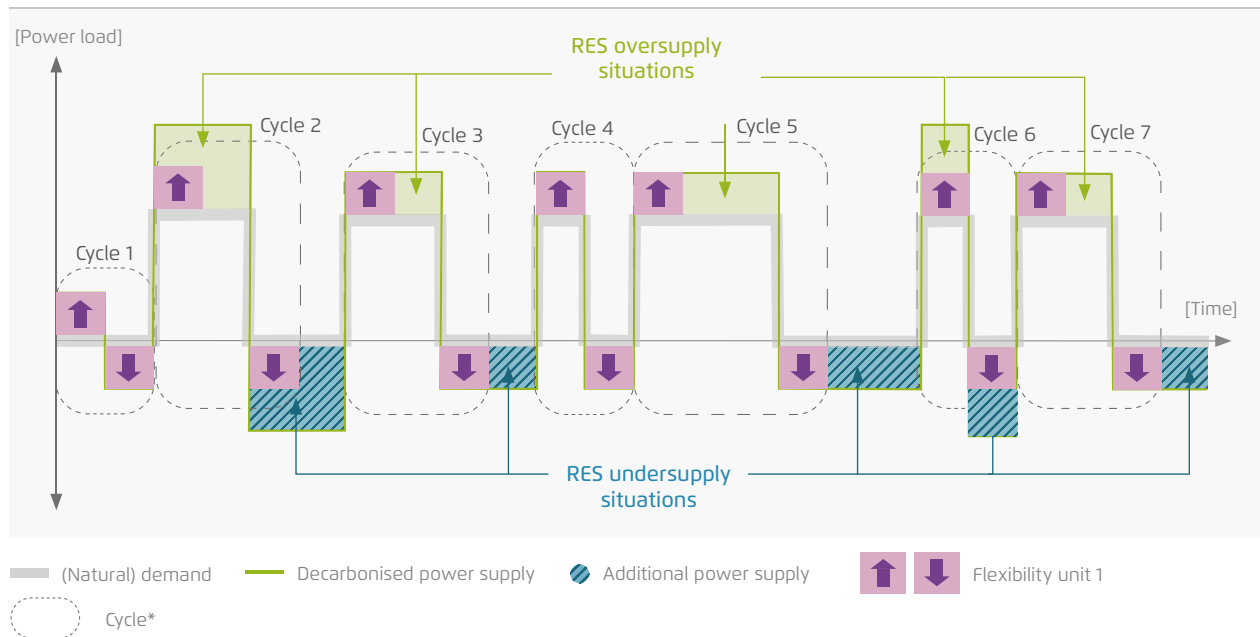 [Power load]
RES oversupply
situations
Cycle 1
Cycle 2
Cycle 3
Cycle 4
Cycle 5
Cycle 6
Cycle 7
[Time]
RES undersupply
situations
(Natural) demand
Decarbonised power supply
Additional power supply
Flexibility unit 1
Cycle*